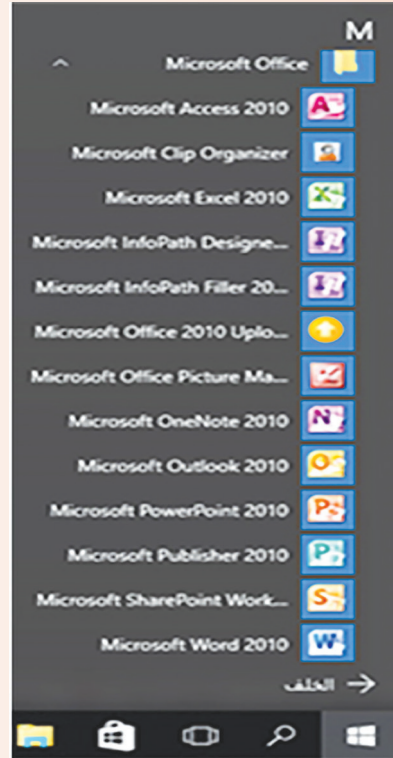 M
Microsoft Office
Microsoft Access 2010
Microsoft Clip Organizer
Microsoft Excel 2010
Microsoft InfoPath Designe...
Microsoft InfoPath Filler 20...
Microsoft Office 2010 Uplo...
Microsoft Office Picture Ma...
Microsoft OneNote 2010
Microsoft Outlook 2010
Microsoft PowerPoint 2010
Microsoft Publisher 2010
Microsoft SharePoint Work...
Microsoft Word 2010
الخلف